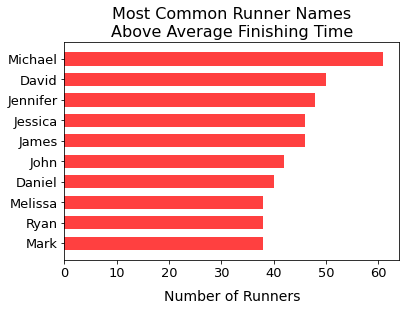 Most Common Runner Names
Above Average Finishing Time
Michael
David
Jennifer
Jessica
James
John
Daniel
Melissa
Ryan
Mark
0 10 20 30 40 50 60
Number of Runners